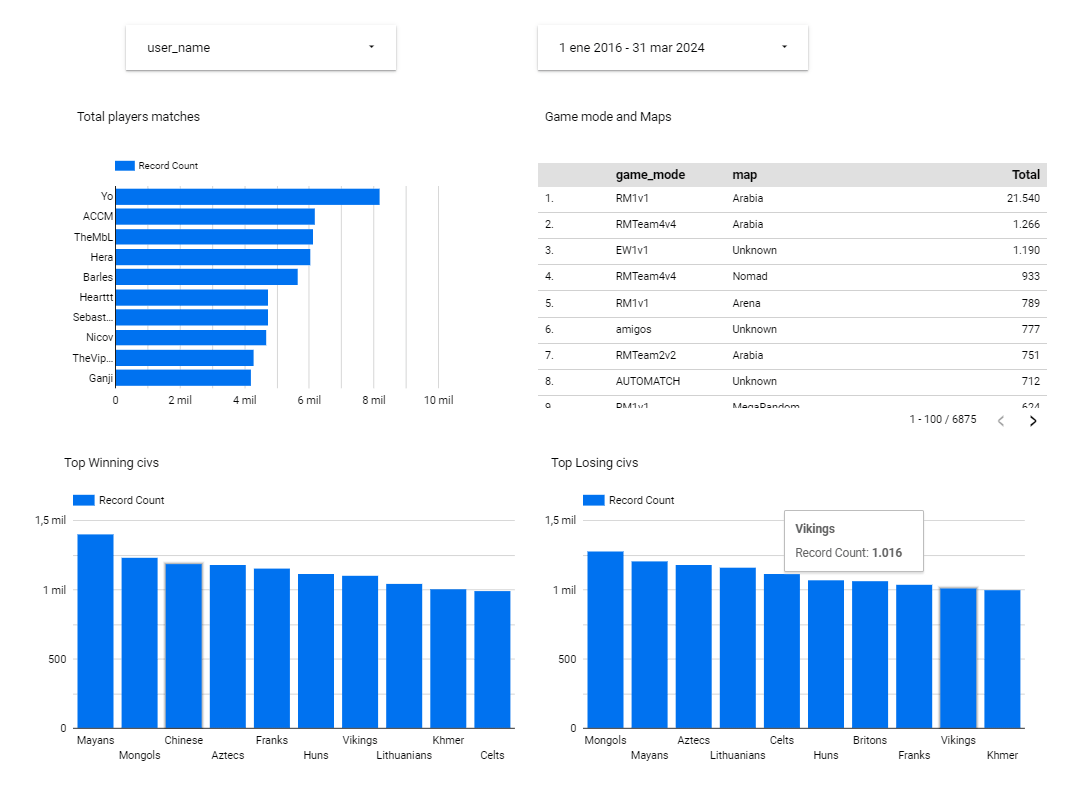 user_name
1 ene 2016 - 31 mar 2024
Total players matches
Record Count
Yo
ACCM
TheMbL
Hera
Barles
Hearttt
Sebast...
Nicov
TheVip...
Ganji
0 2 mil 4 mil 6 mil 8 mil 10 mil
Game mode and Maps
game_mode map Total
1. RM1v1 Arabia 21.540
2. RMTeam4v4 Arabia 1.266
3. EW1v1 Unknown 1.190
4. RMTeam4v4 Nomad 933
5. RM1v1 Arena 789
6. amigos Unknown 777
7. RMTeam2v2 Arabia 751
8. AUTOMATCH Unknown 712
9. RM1v1 MegaRandom 624
1 - 100 / 6875
Top Winning civs
Record Count
1,5 mil
1 mil
500
0
Mayans Chinese Franks Vikings Khmer
Mongols Aztecs Huns Lithuanians Celts
Top Losing civs
Record Count
Vikings
Record Count: 1.016
1,5 mil
1 mil
500
0
Mongols Aztecs Celts Britons Vikings
Mayans Lithuanians Huns Franks Khmer